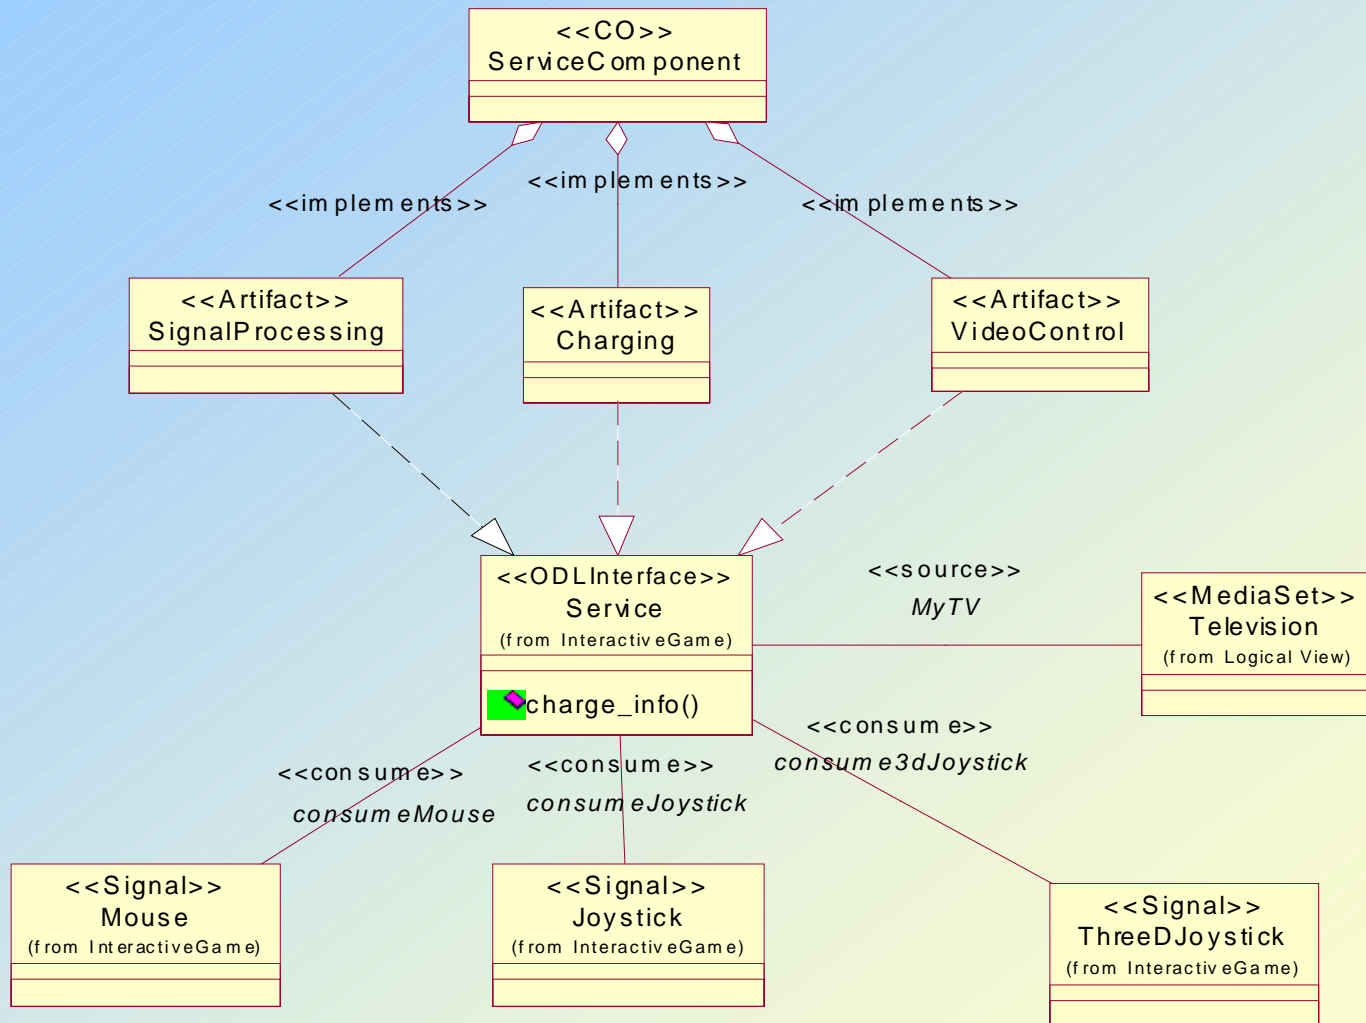 <<CO>>
ServiceComponent
<<implements>>
<<implements>>
<<implements>>
<<Artifact>>
SignalProcessing
<<Artifact>>
Charging
<<Artifact>>
VideoControl
<<ODLInterface>>
Service
(from InteractiveGame)
charge_info()
<<source>>
MyTV
<<MediaSet>>
Television
(from Logical View)
<<consume>>
consumeMouse
<<consume>>
consumeJoystick
<<consume>>
consume3dJoystick
<<Signal>>
Mouse
(from InteractiveGame)
<<Signal>>
Joystick
(from InteractiveGame)
<<Signal>>
ThreeDJoystick
(from InteractiveGame)